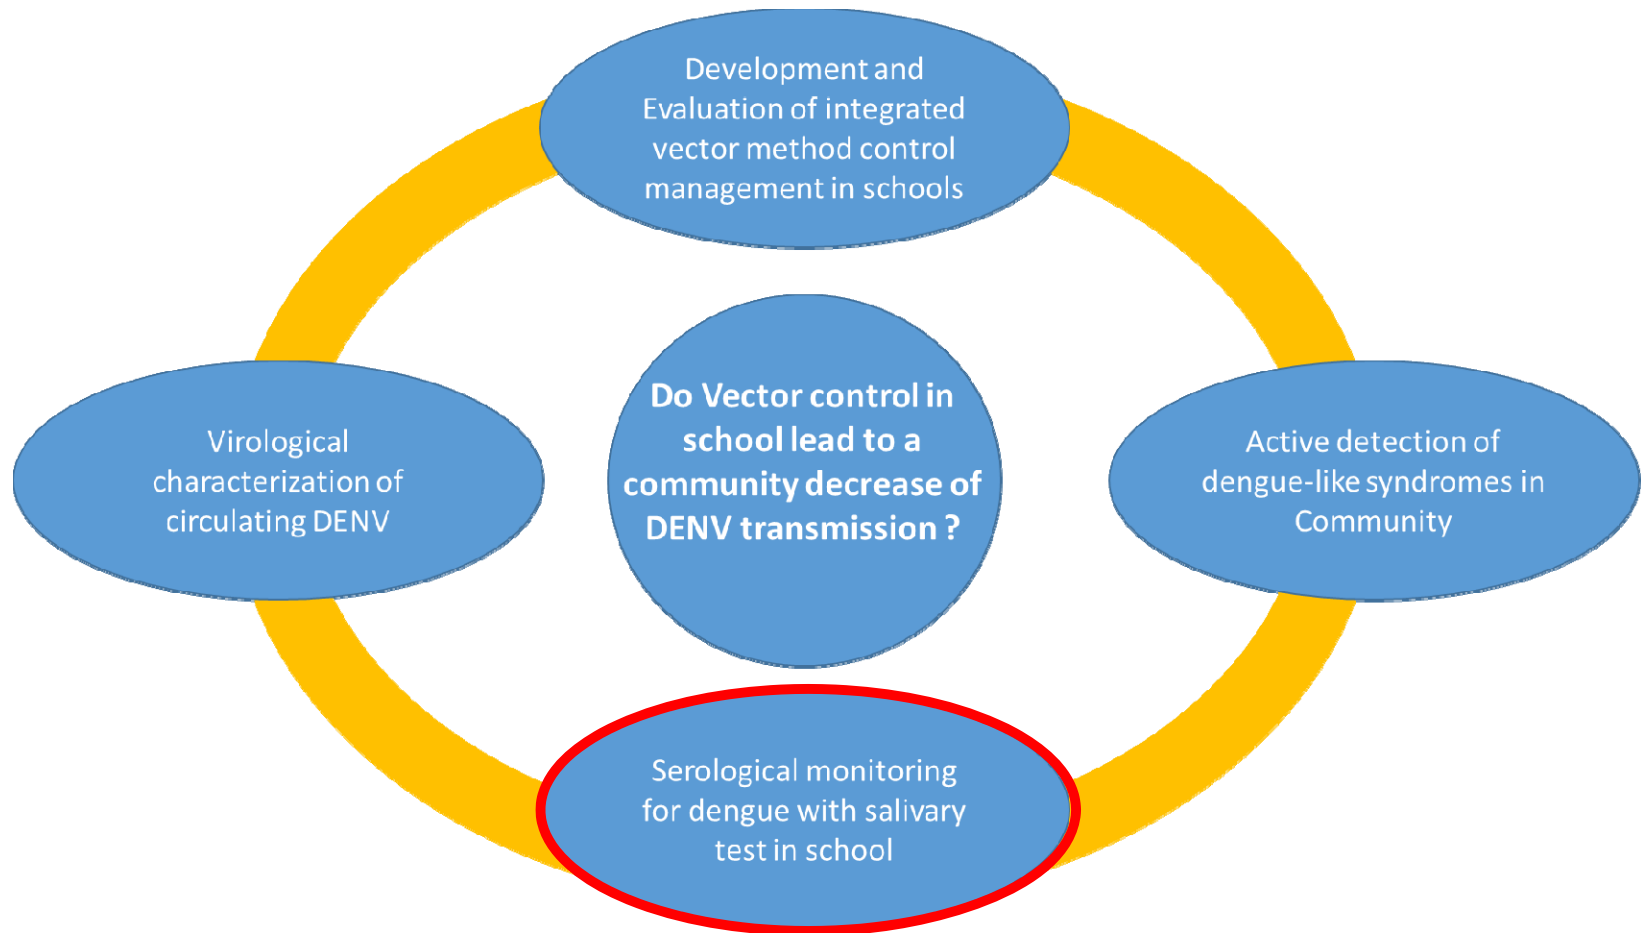 Development and
Evaluation of integrated
vector method control
management in schools
Virological
characterization of
circulating DENV
Do Vector control in
school lead to a
community decrease of
DENV transmission ?
Active detection of
dengue-like syndromes in
Community
Serological monitoring
for dengue with salivary
test in school